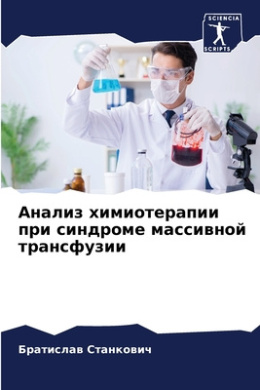 SCIENCIA
SCRIPTS
Анализ химиотерапии
при синдроме массивной
трансфузии
Братислав Станкович